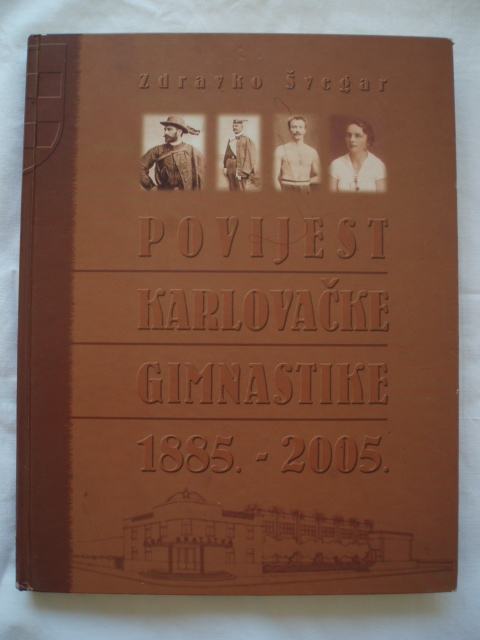 Zdravko Švegar
POVIJEST
KARLOVAČKE
GIMNASTIKE
1885. - 2005.